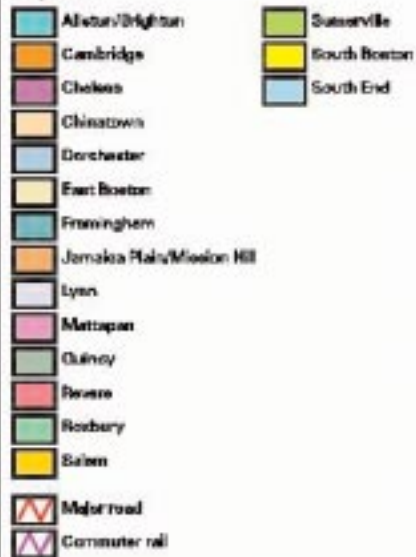 Allston/Brighton
Cambridge
Chelsea
Chinatown
Dorchester
East Boston
Framingham
Jamaica Plain/Mission Hill
Lynn
Mattapan
Quincy
Revere
Roxbury
Salem
Major road
Commuter rail
Somerville
South Boston
South End